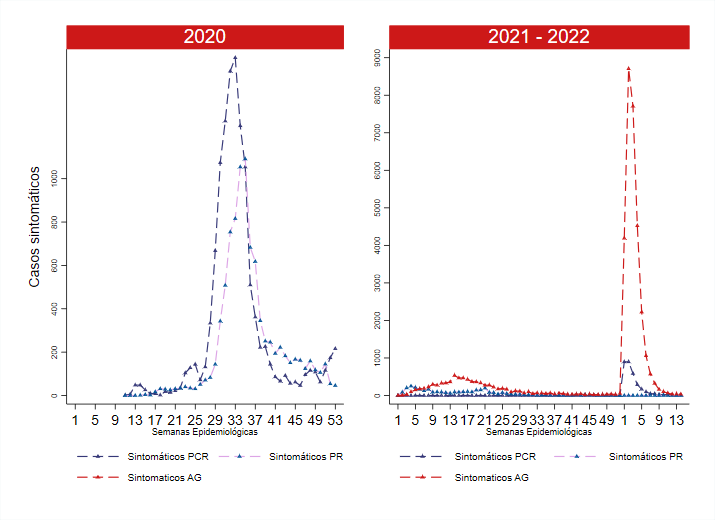 2020
2021 - 2022
Casos sintomáticos
0 200 400 600 800 1000
0 1000 2000 3000 4000 5000 6000 7000 8000 9000
1 5 9 13 17 21 25 29 33 37 41 45 49 53
1 5 9 13 17 21 25 29 33 37 41 45 49 1 5 9 13
Semanas Epidemiológicas
Semanas Epidemiológicas
Sintomáticos PCR Sintomáticos PR
Sintomaticos AG
Sintomáticos PCR Sintomáticos PR
Sintomaticos AG